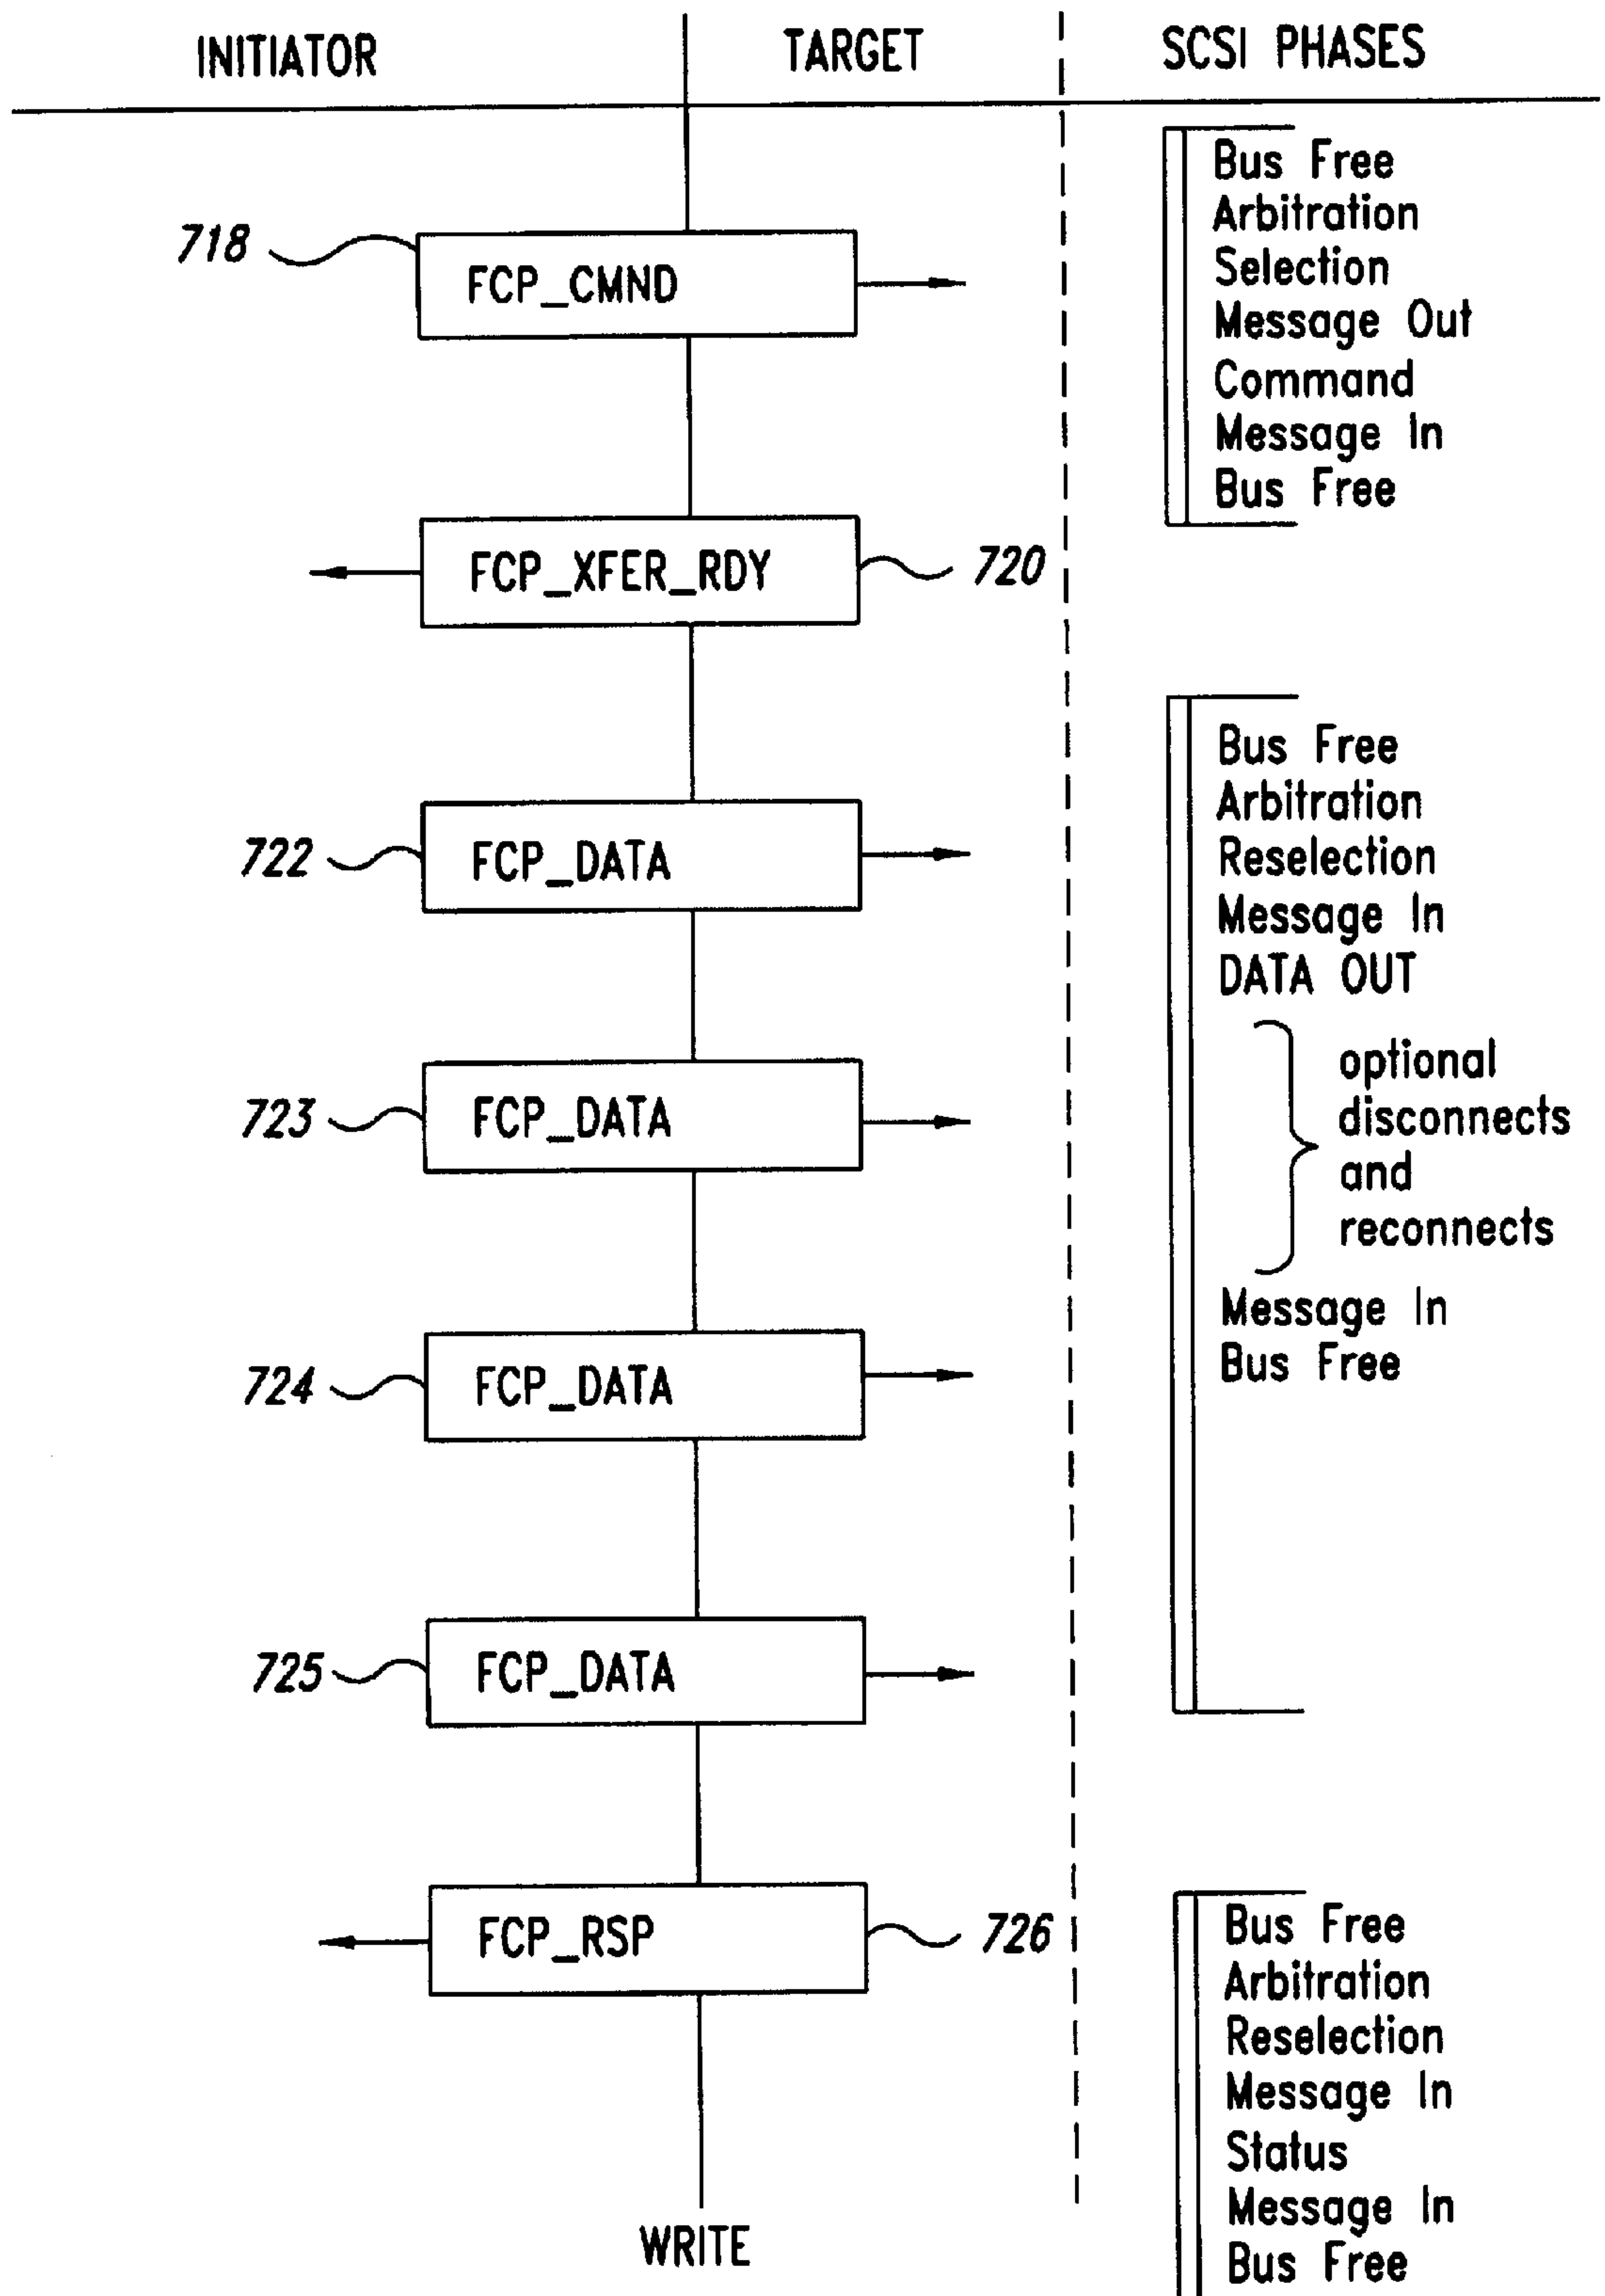 INITIATOR
TARGET
SCSI PHASES
718
FCP_CMND
Bus Free
Arbitration
Selection
Message Out
Command
Message In
Bus Free
FCP_XFER_RDY
720
722
FCP_DATA
723
FCP_DATA
724
FCP_DATA
725
FCP_DATA
Bus Free
Arbitration
Reselection
Message In
DATA OUT
optional
disconnects
and
reconnects
Message In
Bus Free
FCP_RSP
726
Bus Free
Arbitration
Reselection
Message In
Status
Message In
Bus Free
WRITE